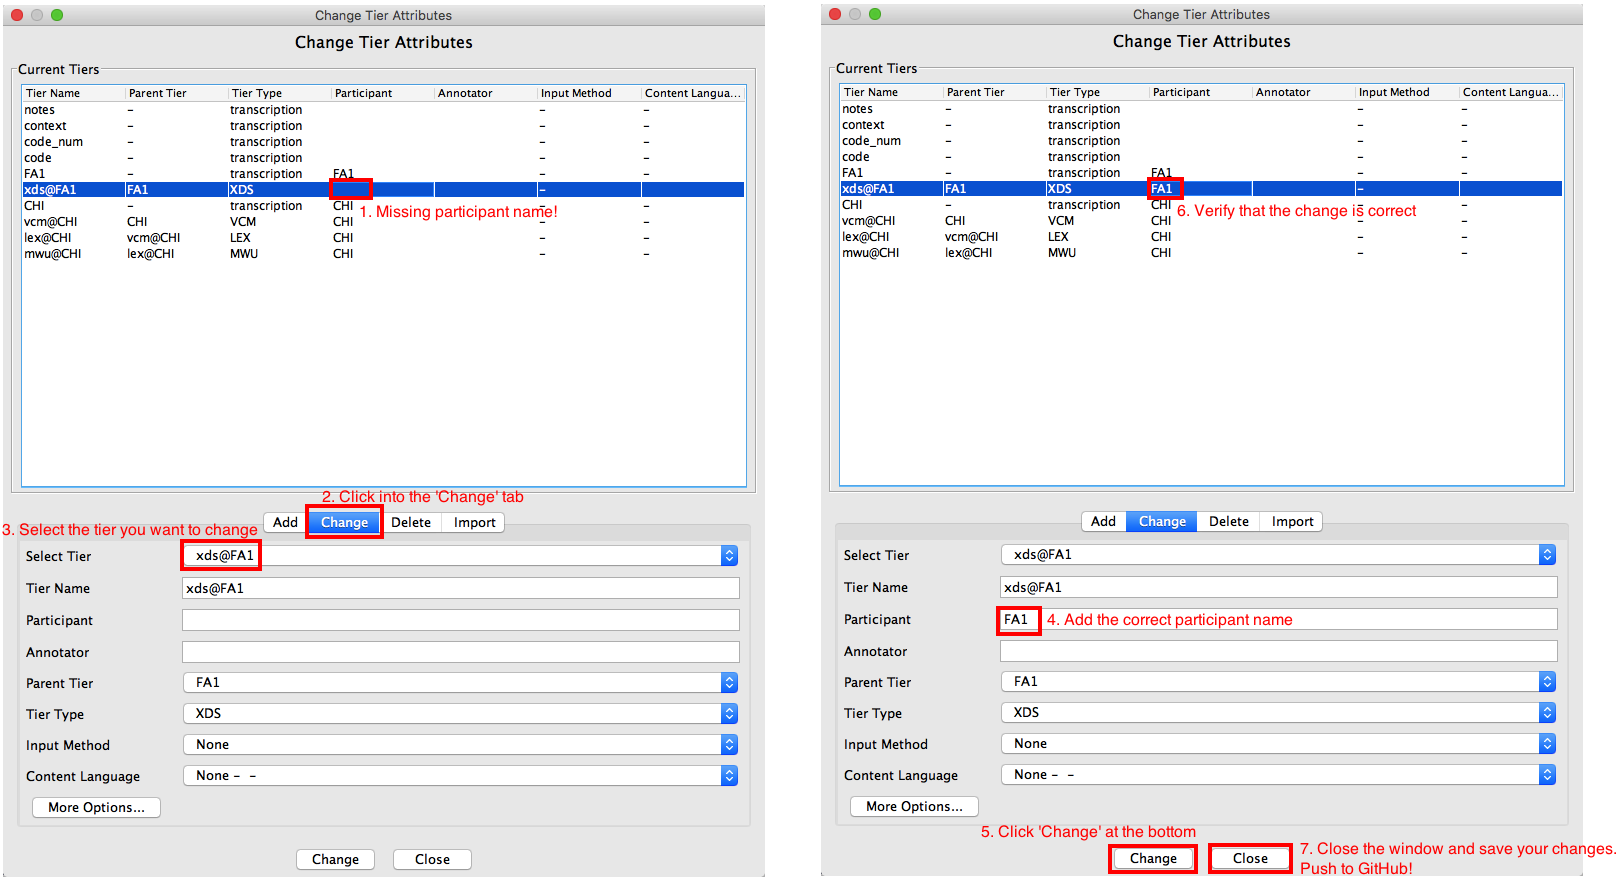 Change Tier Attributes
Change Tier Attributes
Current Tiers
Tier Name Parent Tier Tier Type Participant Annotator Input Method Content Langua...
notes – transcription – –
context – transcription – –
code_num – transcription – –
code – transcription – –
FA1 – transcription FA1 – –
xds@FA1 FA1 XDS – –
1. Missing participant name!
CHI – transcription CHI – –
vcm@CHI CHI VCM CHI – –
lex@CHI vcm@CHI LEX CHI – –
mwu@CHI lex@CHI MWU CHI – –
2. Click into the 'Change' tab
3. Select the tier you want to change
Add Change Delete Import
Select Tier xds@FA1
Tier Name xds@FA1
Participant
Annotator
Parent Tier FA1
Tier Type XDS
Input Method None
Content Language None - -
More Options...
Change Close
Change Tier Attributes
Change Tier Attributes
Current Tiers
Tier Name Parent Tier Tier Type Participant Annotator Input Method Content Langua...
notes – transcription – –
context – transcription – –
code_num – transcription – –
code – transcription – –
FA1 – transcription FA1 – –
xds@FA1 FA1 XDS FA1 – –
6. Verify that the change is correct
CHI – transcription CHI – –
vcm@CHI CHI VCM CHI – –
lex@CHI vcm@CHI LEX CHI – –
mwu@CHI lex@CHI MWU CHI – –
Add Change Delete Import
Select Tier xds@FA1
Tier Name xds@FA1
Participant FA1 4. Add the correct participant name
Annotator
Parent Tier FA1
Tier Type XDS
Input Method None
Content Language None - -
More Options...
5. Click 'Change' at the bottom
Change Close
7. Close the window and save your changes.
Push to GitHub!